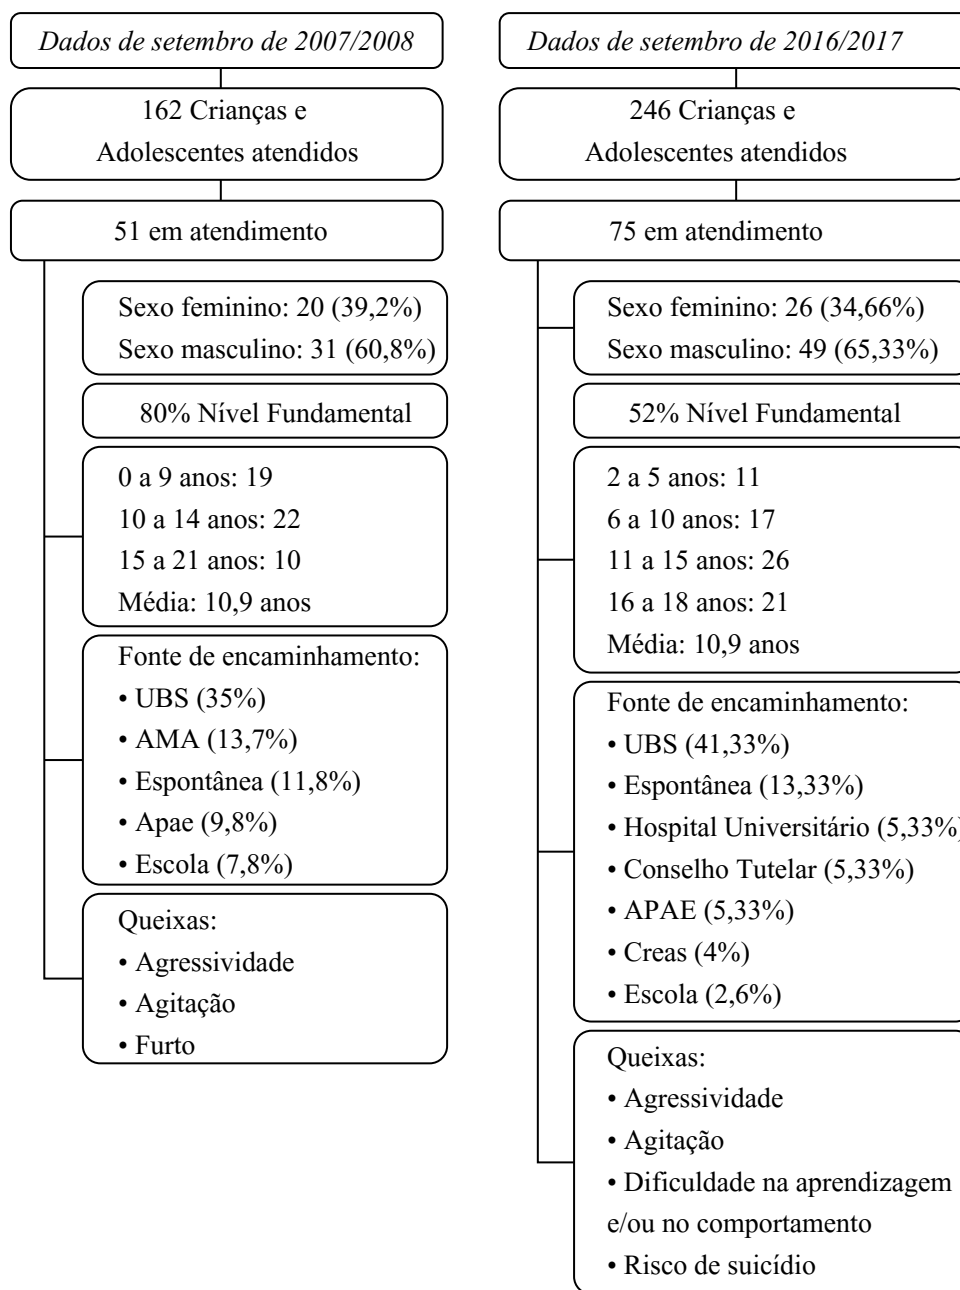 Dados de setembro de 2007/2008
162 Crianças e
Adolescentes atendidos
51 em atendimento
Sexo feminino: 20 (39,2%)
Sexo masculino: 31 (60,8%)
80% Nível Fundamental
0 a 9 anos: 19
10 a 14 anos: 22
15 a 21 anos: 10
Média: 10,9 anos
Fonte de encaminhamento:
• UBS (35%)
• AMA (13,7%)
• Espontânea (11,8%)
• Apae (9,8%)
• Escola (7,8%)
Queixas:
• Agressividade
• Agitação
• Furto
Dados de setembro de 2016/2017
246 Crianças e
Adolescentes atendidos
75 em atendimento
Sexo feminino: 26 (34,66%)
Sexo masculino: 49 (65,33%)
52% Nível Fundamental
2 a 5 anos: 11
6 a 10 anos: 17
11 a 15 anos: 26
16 a 18 anos: 21
Média: 10,9 anos
Fonte de encaminhamento:
• UBS (41,33%)
• Espontânea (13,33%)
• Hospital Universitário (5,33%)
• Conselho Tutelar (5,33%)
• APAE (5,33%)
• Creas (4%)
• Escola (2,6%)
Queixas:
• Agressividade
• Agitação
• Dificuldade na aprendizagem
e/ou no comportamento
• Risco de suicídio